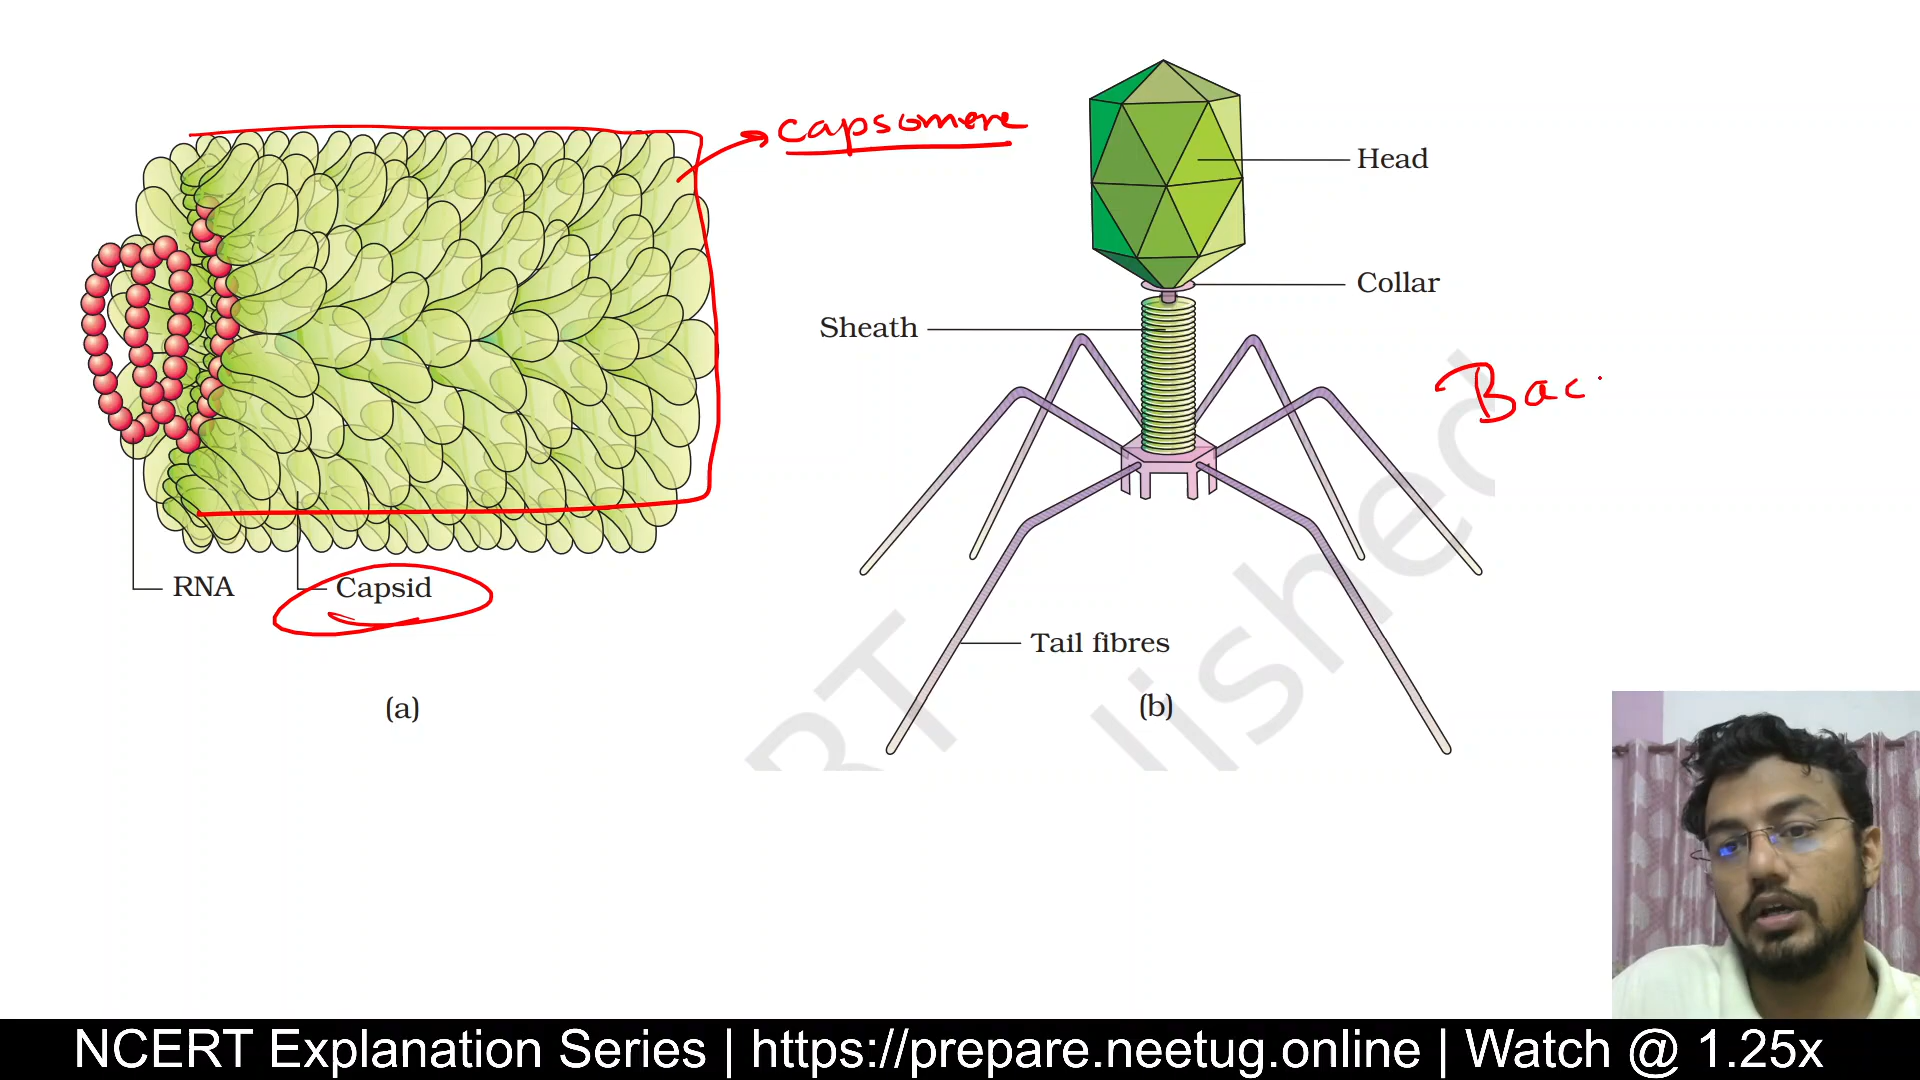 capsomere
Head
Collar
Sheath
Bac
RNA
Capsid
Tail fibres
(a)
(b)
NCERT Explanation Series | https://prepare.neetug.online | Watch @ 1.25x